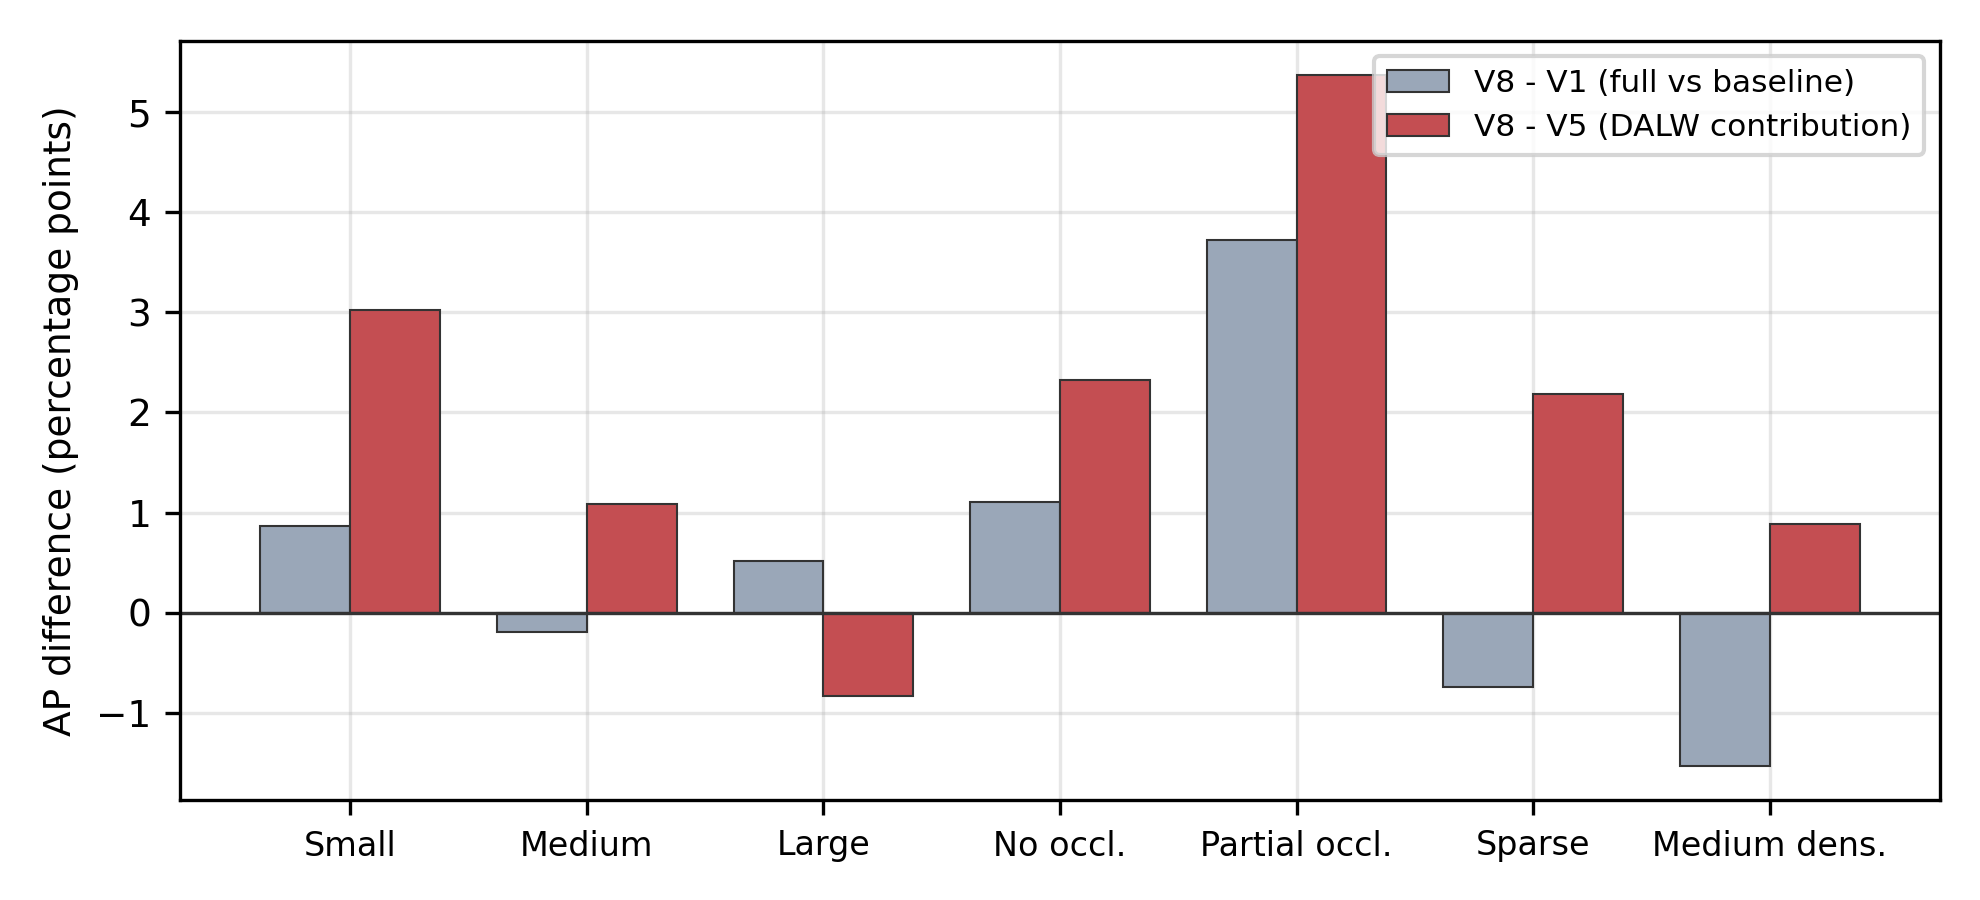 V8 - V1 (full vs baseline)
V8 - V5 (DALW contribution)
AP difference (percentage points)
5
4
3
2
1
0
−1
Small Medium Large No occl. Partial occl. Sparse Medium dens.